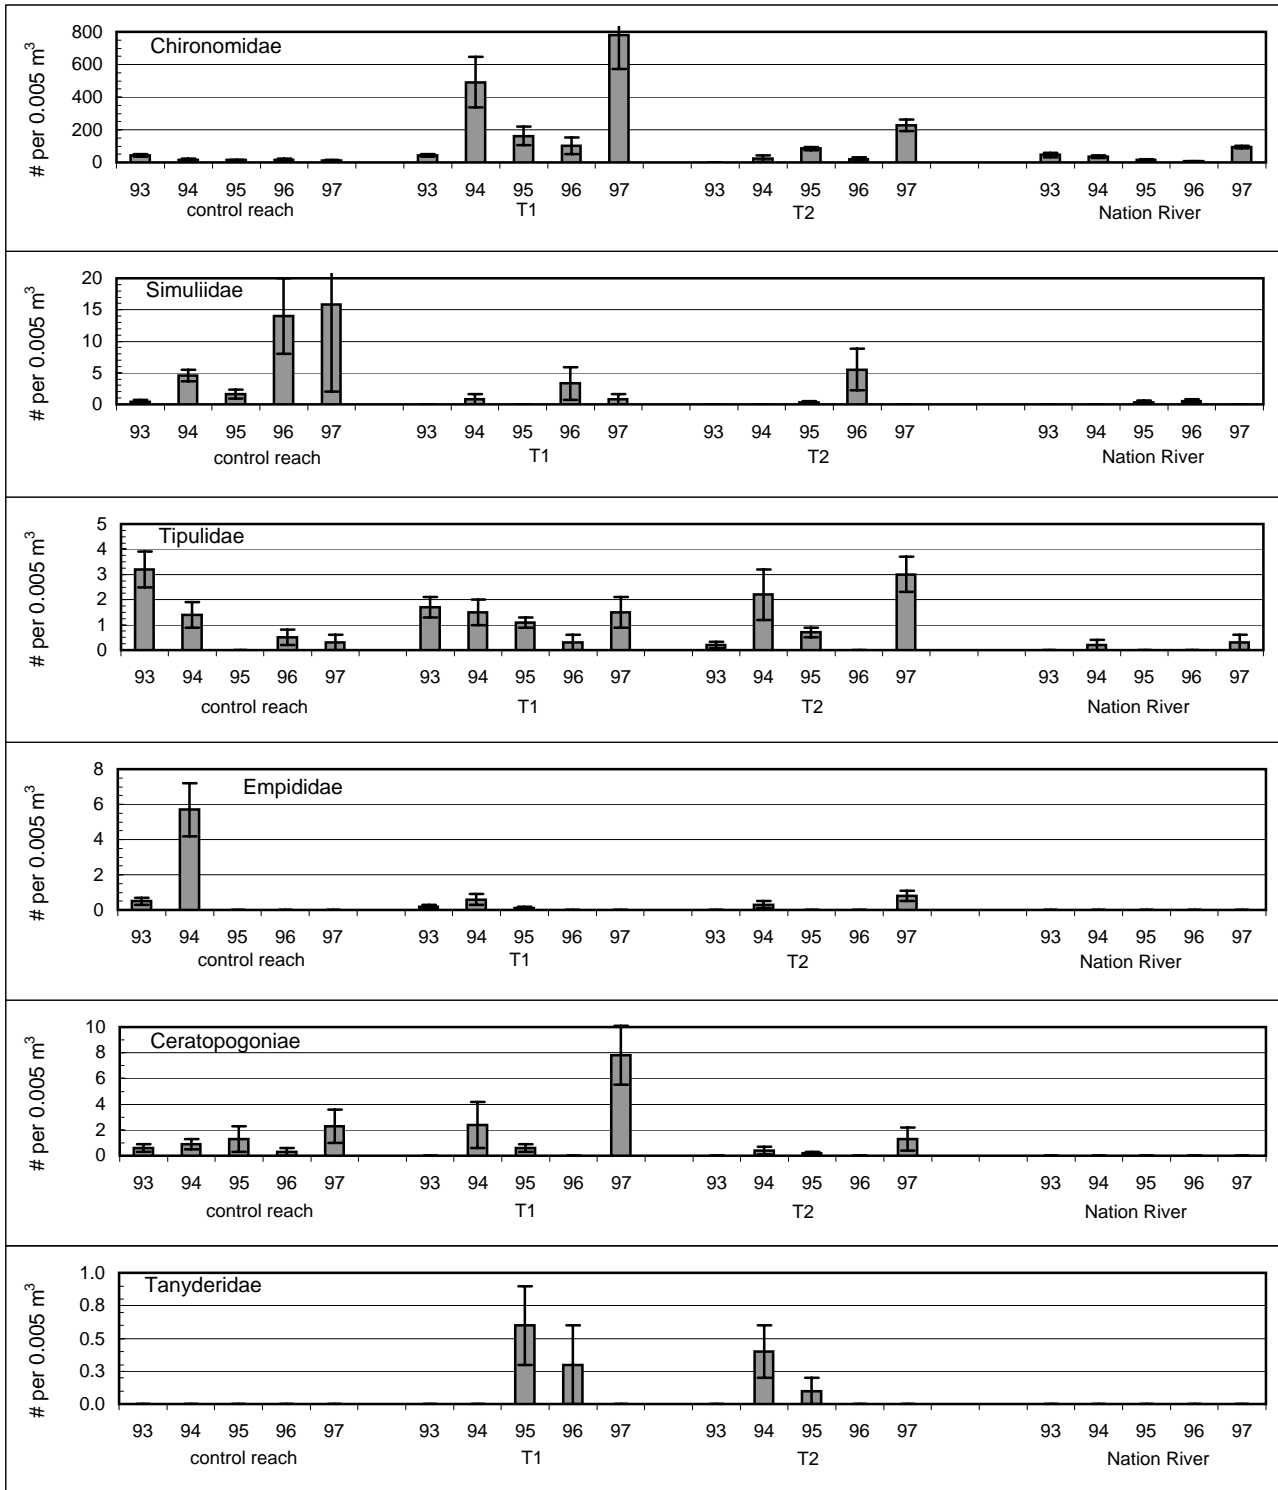 Chironomidae
# per 0.005 m³
800
600
400
200
0
93 94 95 96 97 93 94 95 96 97 93 94 95 96 97 93 94 95 96 97
control reach T1 T2 Nation River
Simuliidae
# per 0.005 m³
20
15
10
5
0
93 94 95 96 97 93 94 95 96 97 93 94 95 96 97 93 94 95 96 97
control reach T1 T2 Nation River
Tipulidae
# per 0.005 m³
5
4
3
2
1
0
93 94 95 96 97 93 94 95 96 97 93 94 95 96 97 93 94 95 96 97
control reach T1 T2 Nation River
Empididae
# per 0.005 m³
8
6
4
2
0
93 94 95 96 97 93 94 95 96 97 93 94 95 96 97 93 94 95 96 97
control reach T1 T2 Nation River
Ceratopogoniae
# per 0.005 m³
10
8
6
4
2
0
93 94 95 96 97 93 94 95 96 97 93 94 95 96 97 93 94 95 96 97
control reach T1 T2 Nation River
Tanyderidae
# per 0.005 m³
1.0
0.8
0.5
0.3
0.0
93 94 95 96 97 93 94 95 96 97 93 94 95 96 97 93 94 95 96 97
control reach T1 T2 Nation River